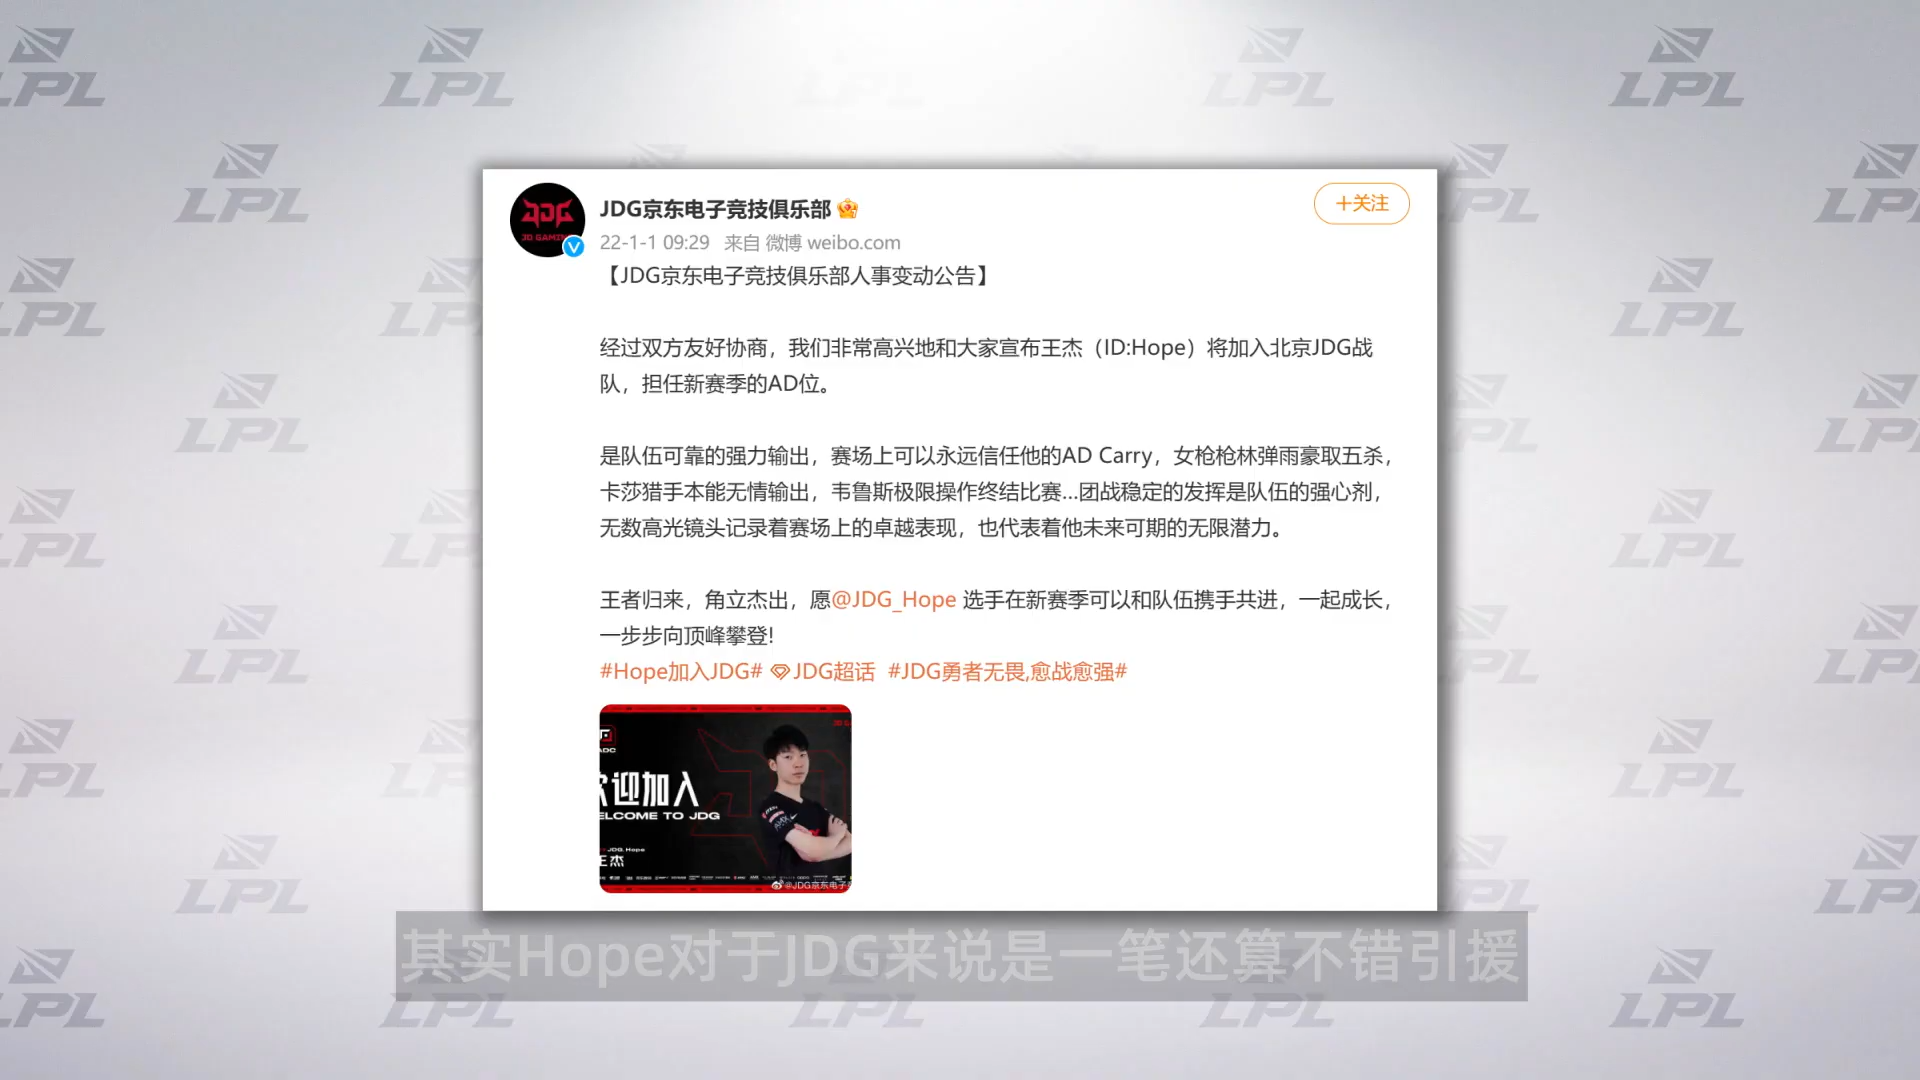 JDG京东电子竞技俱乐部
+关注
22-1-1 09:29 来自 微博 weibo.com
【JDG京东电子竞技俱乐部人事变动公告】
经过双方友好协商，我们非常高兴地和大家宣布王杰（ID:Hope）将加入北京JDG战
队，担任新赛季的AD位。
是队伍可靠的强力输出，赛场上可以永远信任他的AD Carry，女枪枪林弹雨豪取五杀，
卡莎猎手本能无情输出，韦鲁斯极限操作终结比赛...团战稳定的发挥是队伍的强心剂，
无数高光镜头记录着赛场上的卓越表现，也代表着他未来可期的无限潜力。
王者归来，角立杰出，愿@JDG_Hope 选手在新赛季可以和队伍携手共进，一起成长，
一步步向顶峰攀登!
#Hope加入JDG# JDG超话 #JDG勇者无畏,愈战愈强#
欢迎加入
ELCOME TO JDG
JDG. Hope
王杰
@JDG京东电子
其实Hope对于JDG来说是一笔还算不错引援
LPL